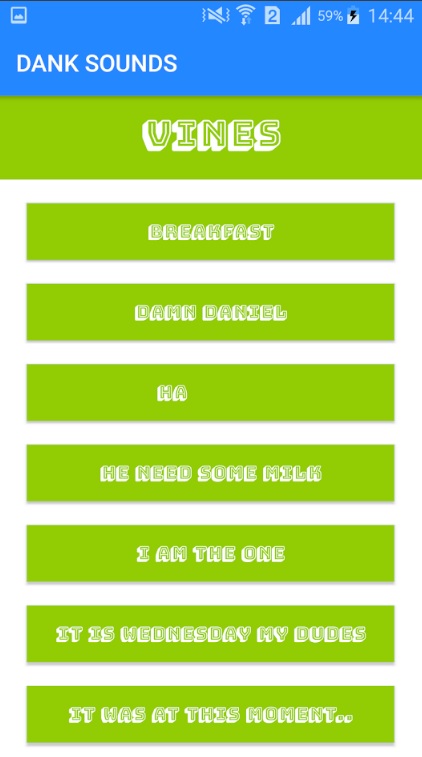 2 59% 14:44
DANK SOUNDS
VINES
BREAKFAST
DAMN DANIEL
HA
HE NEED SOME MILK
I AM THE ONE
IT IS WEDNESDAY MY DUDES
IT WAS AT THIS MOMENT..